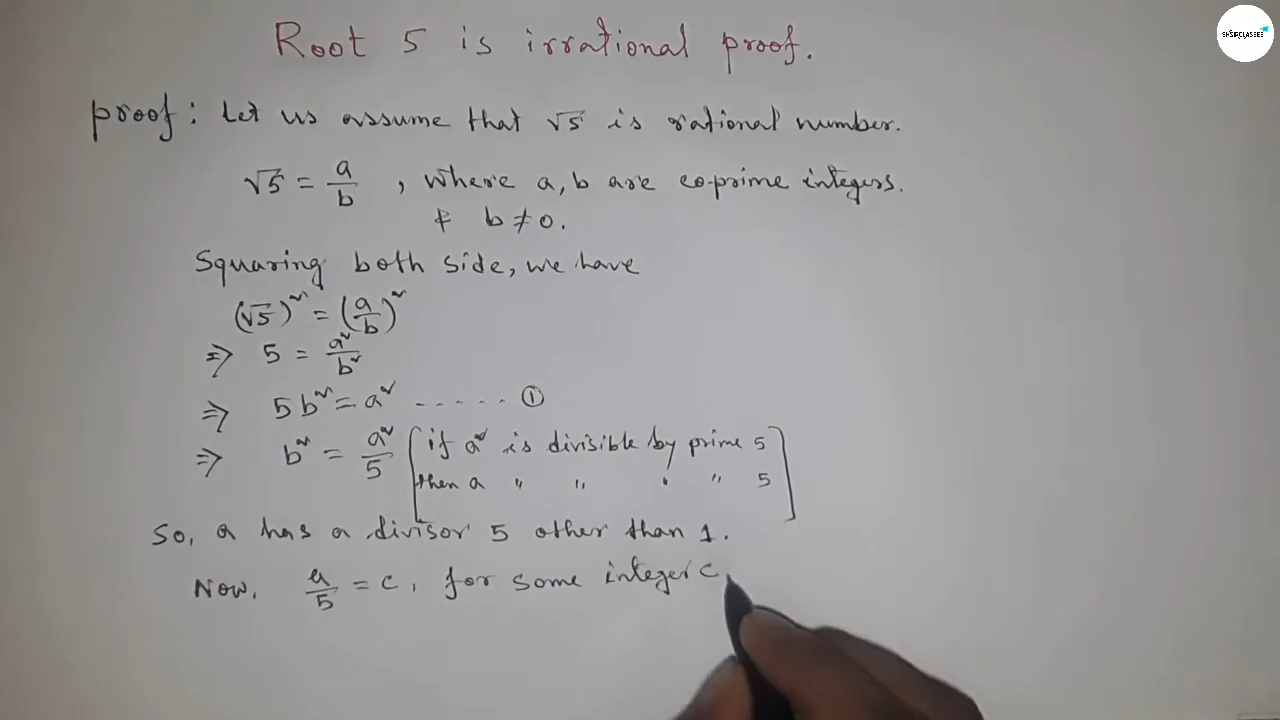 Root 5 is irrational proof.
SHSIRCLASSES
proof: Let us assume that √5 is rational number.
√5 = a/b , where a, b are co-prime integers.
& b ≠ 0.
Squaring both side, we have
(√5)² = (a/b)²
⇒ 5 = a²/b²
⇒ 5b² = a² ...... ①
⇒ b² = a²/5 [if a² is divisible by prime 5
then a " " " " 5]
So, a has a divisor 5 other than 1.
Now, a/5 = c, for some integer c,